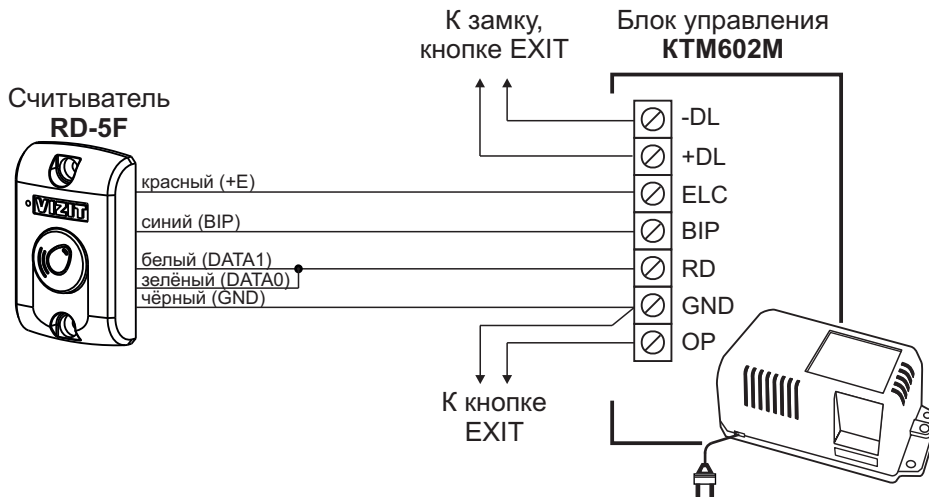 К замку,
кнопке EXIT
Блок управления
КТМ602М
Считыватель
RD-5F
VIZIT
красный (+E)
синий (BIP)
белый (DATA1)
зелёный (DATA0)
чёрный (GND)
-DL
+DL
ELC
BIP
RD
GND
OP
К кнопке
EXIT